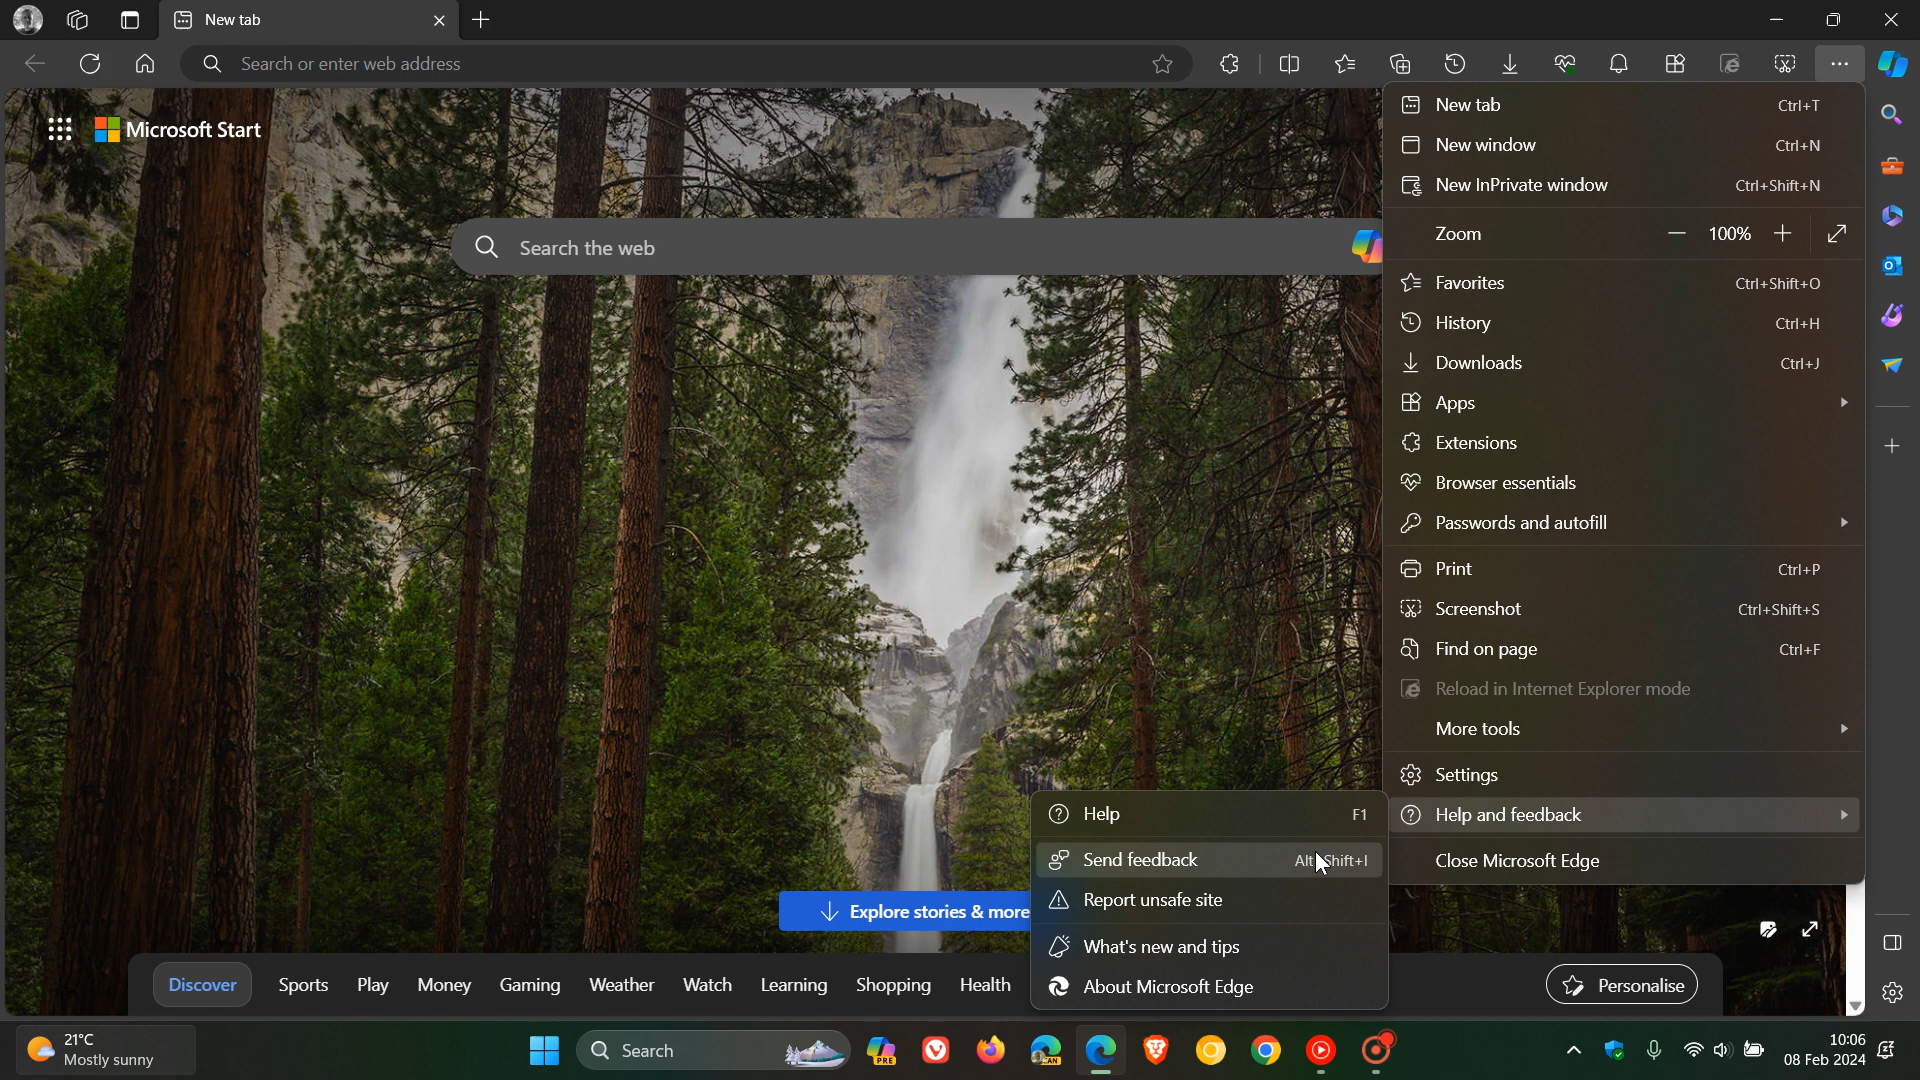 New tab
Search or enter web address
Microsoft Start
Search the web
New tab Ctrl+T
New window Ctrl+N
New InPrivate window Ctrl+Shift+N
Zoom 100%
Favorites Ctrl+Shift+O
History Ctrl+H
Downloads Ctrl+J
Apps
Extensions
Browser essentials
Passwords and autofill
Print Ctrl+P
Screenshot Ctrl+Shift+S
Find on page Ctrl+F
Reload in Internet Explorer mode
More tools
Settings
Help and feedback
Close Microsoft Edge
Help F1
Send feedback Alt Shift+I
Report unsafe site
What's new and tips
About Microsoft Edge
Explore stories & more
Discover Sports Play Money Gaming Weather Watch Learning Shopping Health
Personalise
21°C
Mostly sunny
Search
PRE
CAN
10:06
08 Feb 2024